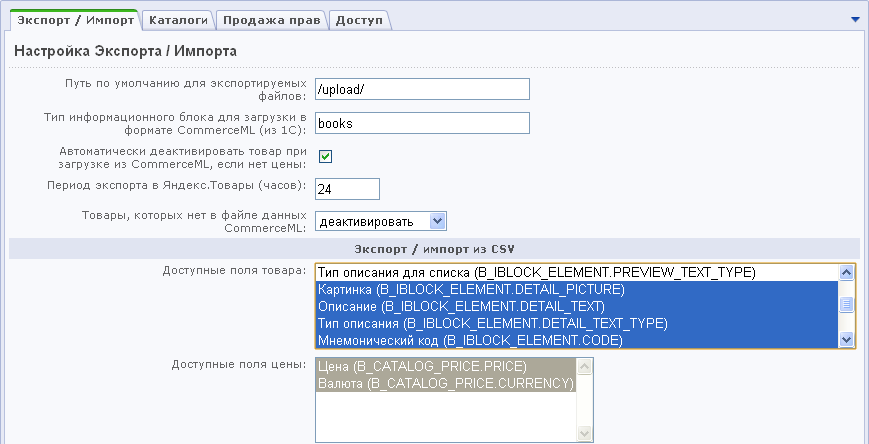 Экспорт / Импорт Каталоги Продажа прав Доступ
Настройка Экспорта / Импорта
Путь по умолчанию для экспортируемых
файлов: /upload/
Тип информационного блока для загрузки в
формате CommerceML (из 1С): books
Автоматически деактивировать товар при
загрузке из CommerceML, если нет цены:
Период экспорта в Яндекс.Товары (часов): 24
Товары, которых нет в файле данных
CommerceML: деактивировать
Экспорт / импорт из CSV
Доступные поля товара: Тип описания для списка (B_IBLOCK_ELEMENT.PREVIEW_TEXT_TYPE)
Картинка (B_IBLOCK_ELEMENT.DETAIL_PICTURE)
Описание (B_IBLOCK_ELEMENT.DETAIL_TEXT)
Тип описания (B_IBLOCK_ELEMENT.DETAIL_TEXT_TYPE)
Мнемонический код (B_IBLOCK_ELEMENT.CODE)
Доступные поля цены: Цена (B_CATALOG_PRICE.PRICE)
Валюта (B_CATALOG_PRICE.CURRENCY)